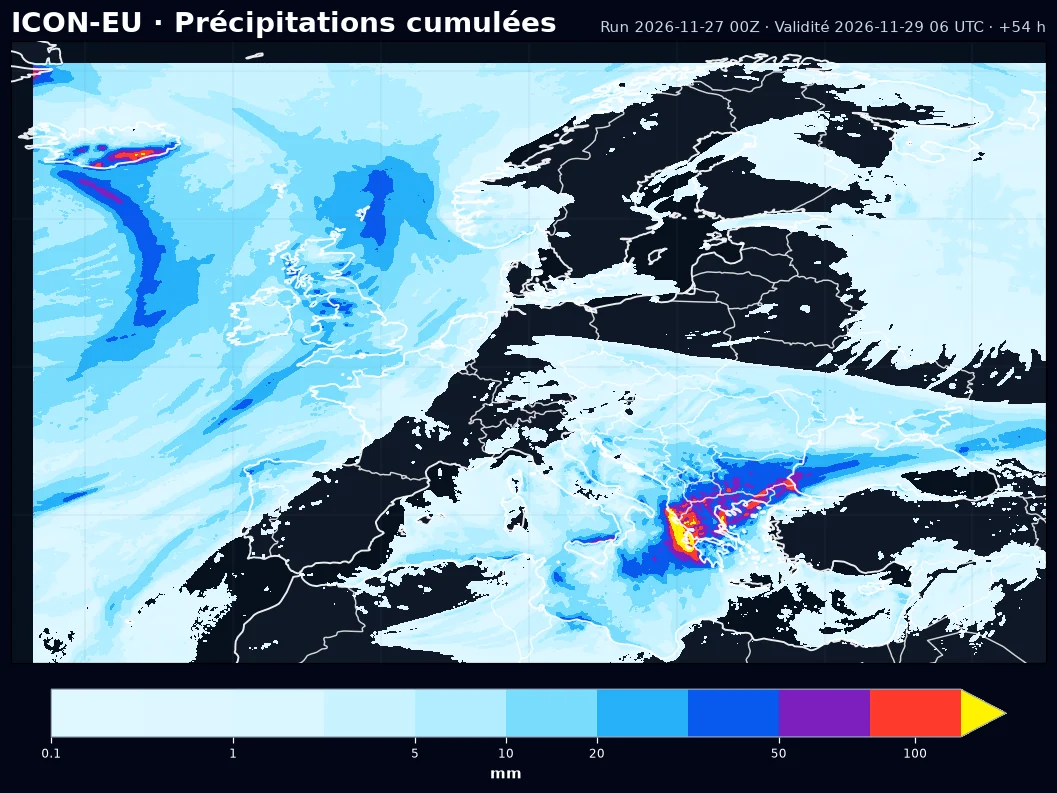 ICON-EU · Précipitations cumulées
Run 2026-11-27 00Z · Validité 2026-11-29 06 UTC · +54 h
0.1 1 5 10 20 50 100
mm